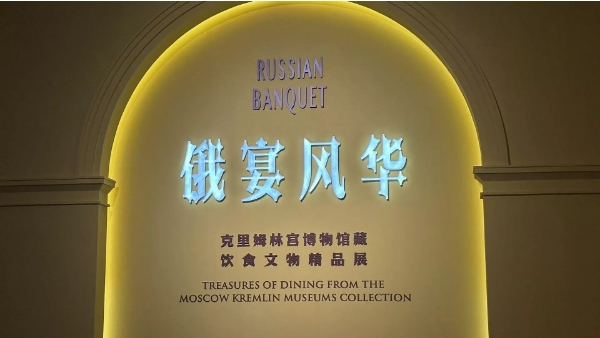 RUSSIAN
BANQUET
俄宴风华
克里姆林宫博物馆藏
饮食文物精品展
TREASURES OF DINING FROM THE
MOSCOW KREMLIN MUSEUMS COLLECTION